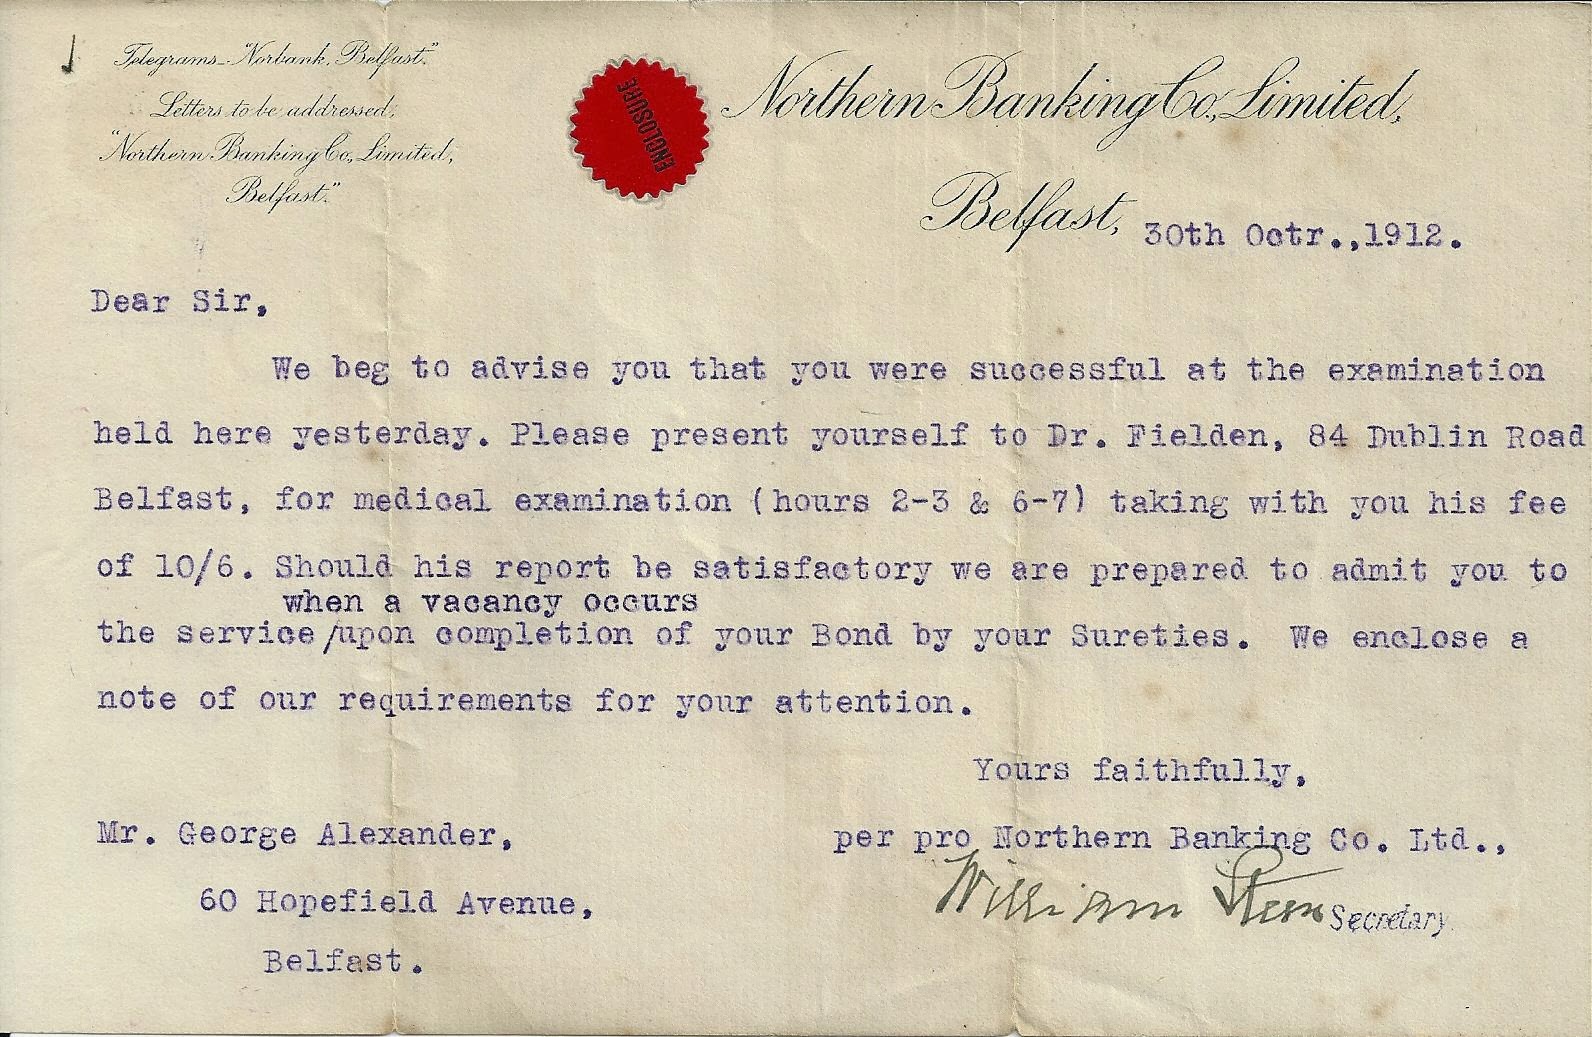 Telegrams_"Norbank, Belfast."
Letters to be addressed,
"Northern Banking Co., Limited,
Belfast."
ENCLOSURE
Northern Banking Co., Limited,
Belfast, 30th Octr.,1912.
Dear Sir,
We beg to advise you that you were successful at the examination
held here yesterday. Please present yourself to Dr. Fielden, 84 Dublin Road
Belfast, for medical examination (hours 2-3 & 6-7) taking with you his fee
of 10/6. Should his report be satisfactory we are prepared to admit you to
when a vacancy occurs
the service/upon completion of your Bond by your Sureties. We enclose a
note of our requirements for your attention.
Yours faithfully,
Mr. George Alexander,
per pro Northern Banking Co. Ltd.,
60 Hopefield Avenue,
William Secretary
Belfast.